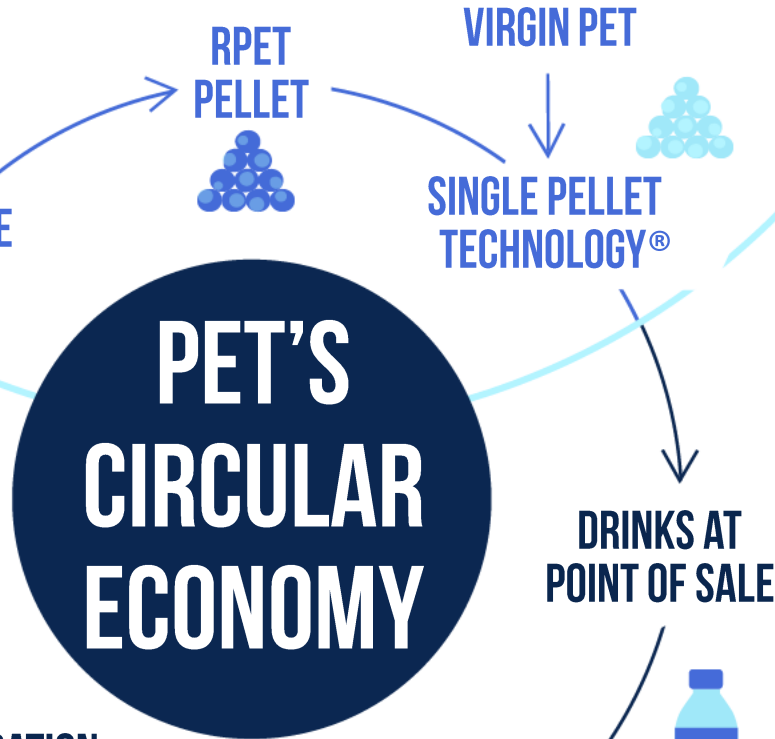 RPET
PELLET
VIRGIN PET
SINGLE PELLET
TECHNOLOGY®
PET'S
CIRCULAR
ECONOMY
DRINKS AT
POINT OF SALE